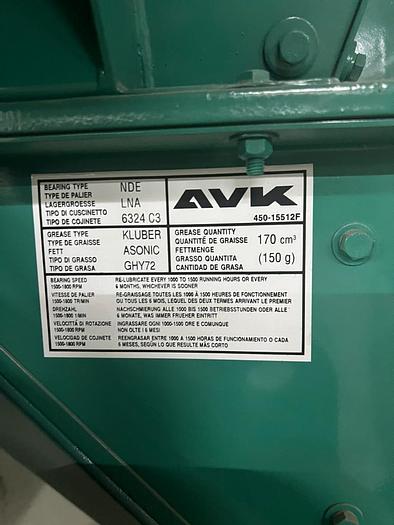 BEARING TYPE NDE
TYPE DE PALIER
LAGERGROESSE LNA
TIPO DI CUSCINETTO
TIPO DE COJINETE 6324 C3
AVK
450-15512F
GREASE TYPE KLUBER
TYPE DE GRAISSE
FETT ASONIC
TIPO DI GRASSO
TIPO DE GRASA GHY72
GREASE QUANTITY
QUANTITÉ DE GRAISSE 170 cm³
FETTMENGE
GRASSO QUANTITA (150 g)
CANTIDAD DE GRASA
BEARING SPEED RE-LUBRICATE EVERY 1000 TO 1500 RUNNING HOURS OR EVERY
1500-1800 RPM 6 MONTHS, WHICHEVER IS SOONER
VITESSE DE PALIER RE-GRAISSAGE TOUTES LES 1000 À 1500 HEURES DE FONCTIONNEMENT
1500-1800 TR/MIN OU TOUS LES 6 MOIS, LEQUEL DES DEUX TERMES ARRIVANT LE PREMIER
DREHZAHL NACHSCHMIERUNG ALLE 1000 BIS 1500 BETRIEBSSTUNDEN ODER ALLE
1500-1800 1/MIN 6 MONATE, WAS IMMER FRUEHER EINTRITT
VELOCITTÁ DI ROTAZIONE INGRASSARE OGNI 1000-1500 ORE E COMUNQUE
1500-1800 RPM NON OLTE I 6 MESI
VELOCIGAD DE COJINETE REENGRASAR ENTRE 1000 A 1500 HORAS DE FUNCIONAMIENTO O CADA
1500-1800 RPM 6 MESES, SEGÚN LO QUE RESULTE MÁS CORTO